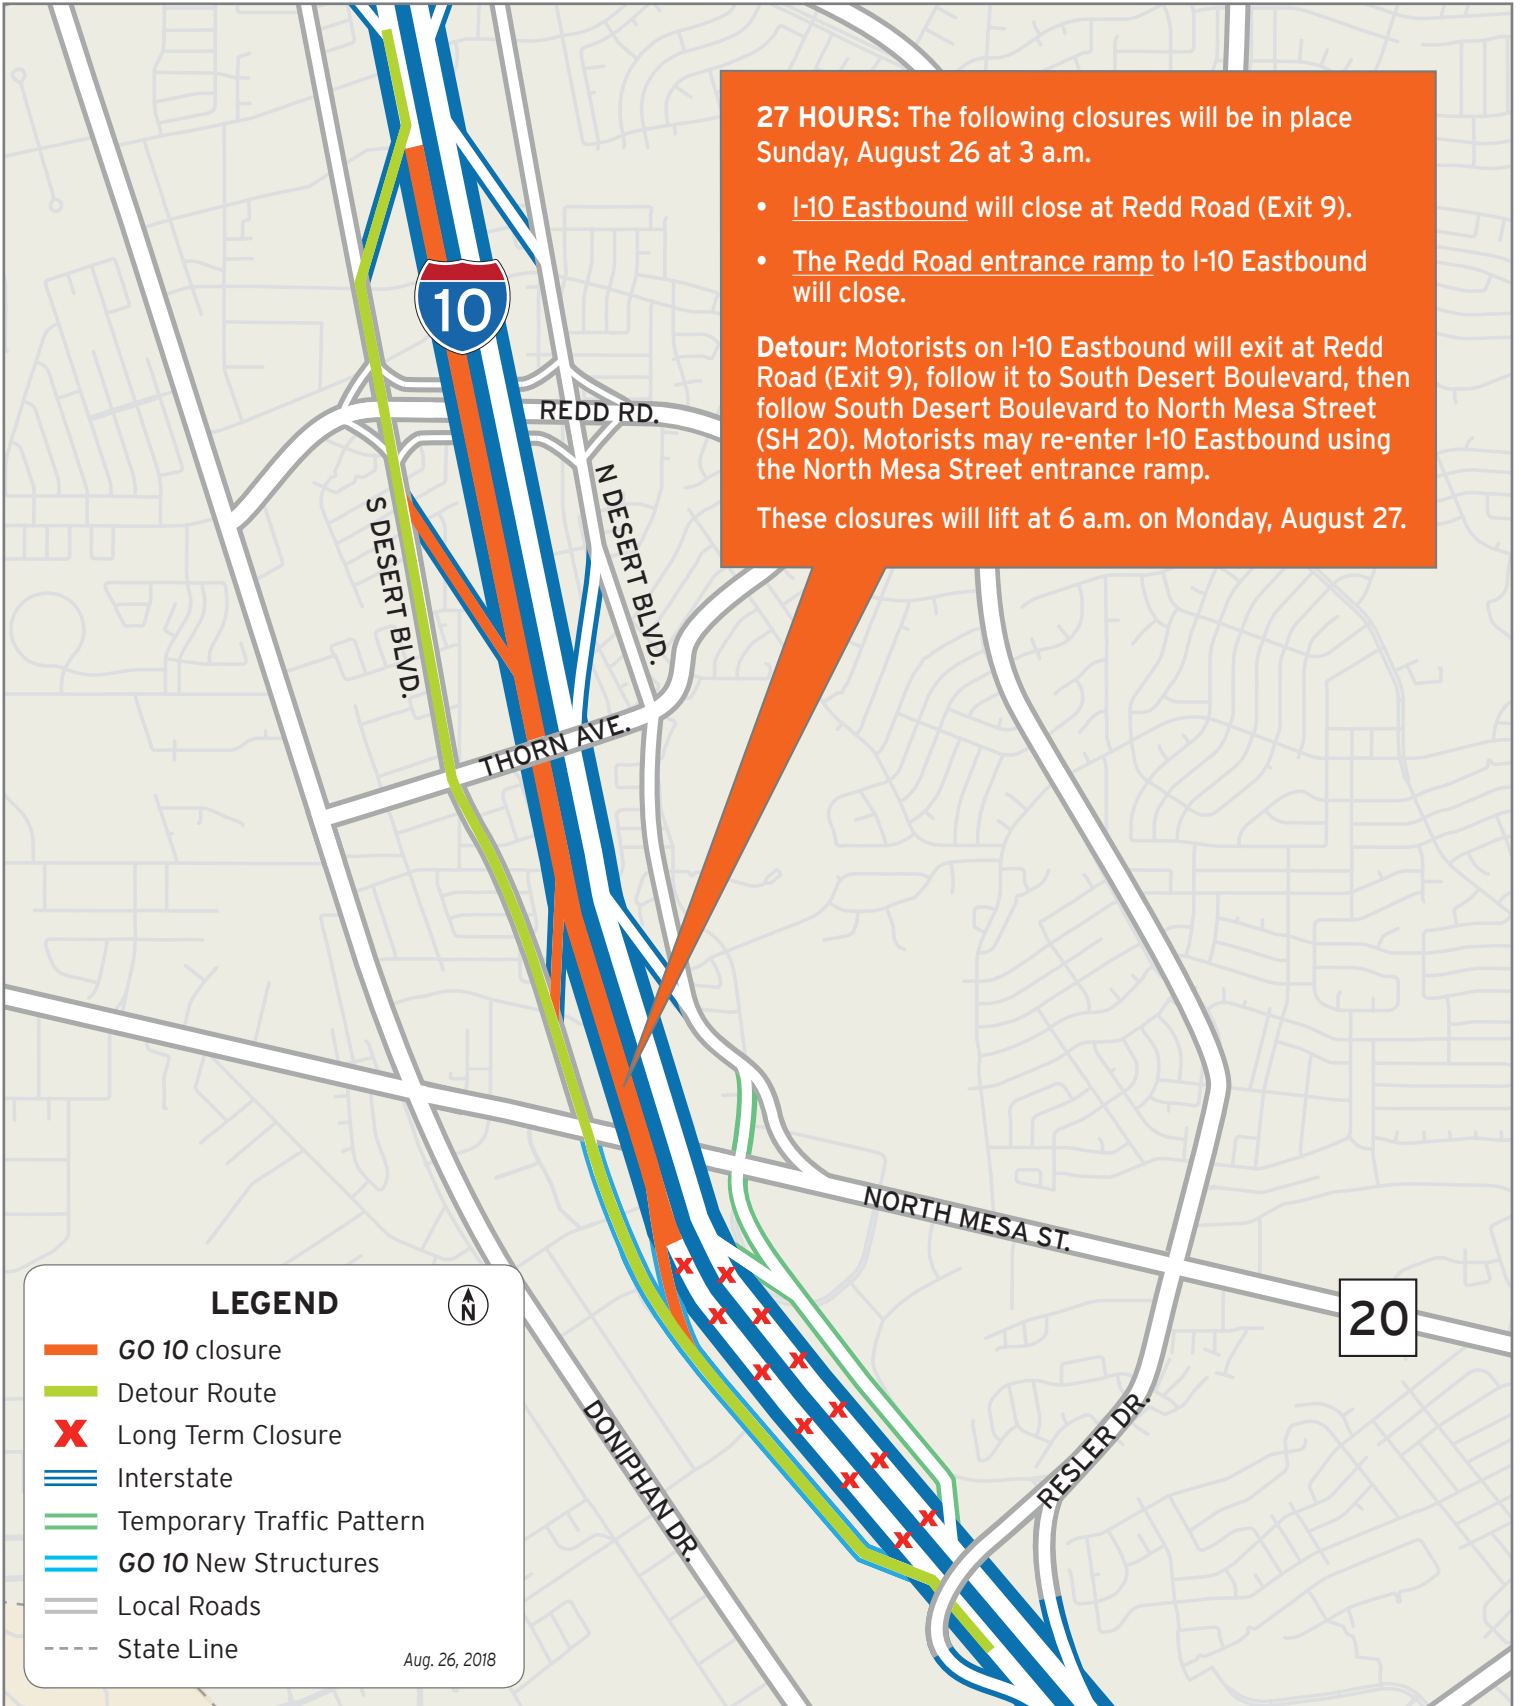 27 HOURS: The following closures will be in place
Sunday, August 26 at 3 a.m.
• I-10 Eastbound will close at Redd Road (Exit 9).
• The Redd Road entrance ramp to I-10 Eastbound
will close.
Detour: Motorists on I-10 Eastbound will exit at Redd
Road (Exit 9), follow it to South Desert Boulevard, then
follow South Desert Boulevard to North Mesa Street
(SH 20). Motorists may re-enter I-10 Eastbound using
the North Mesa Street entrance ramp.
These closures will lift at 6 a.m. on Monday, August 27.
10
REDD RD.
N DESERT BLVD.
S DESERT BLVD.
THORN AVE.
NORTH MESA ST.
20
RESLER DR.
DONIPHAN DR.
LEGEND
N
GO 10 closure
Detour Route
X Long Term Closure
Interstate
Temporary Traffic Pattern
GO 10 New Structures
Local Roads
State Line
Aug. 26, 2018